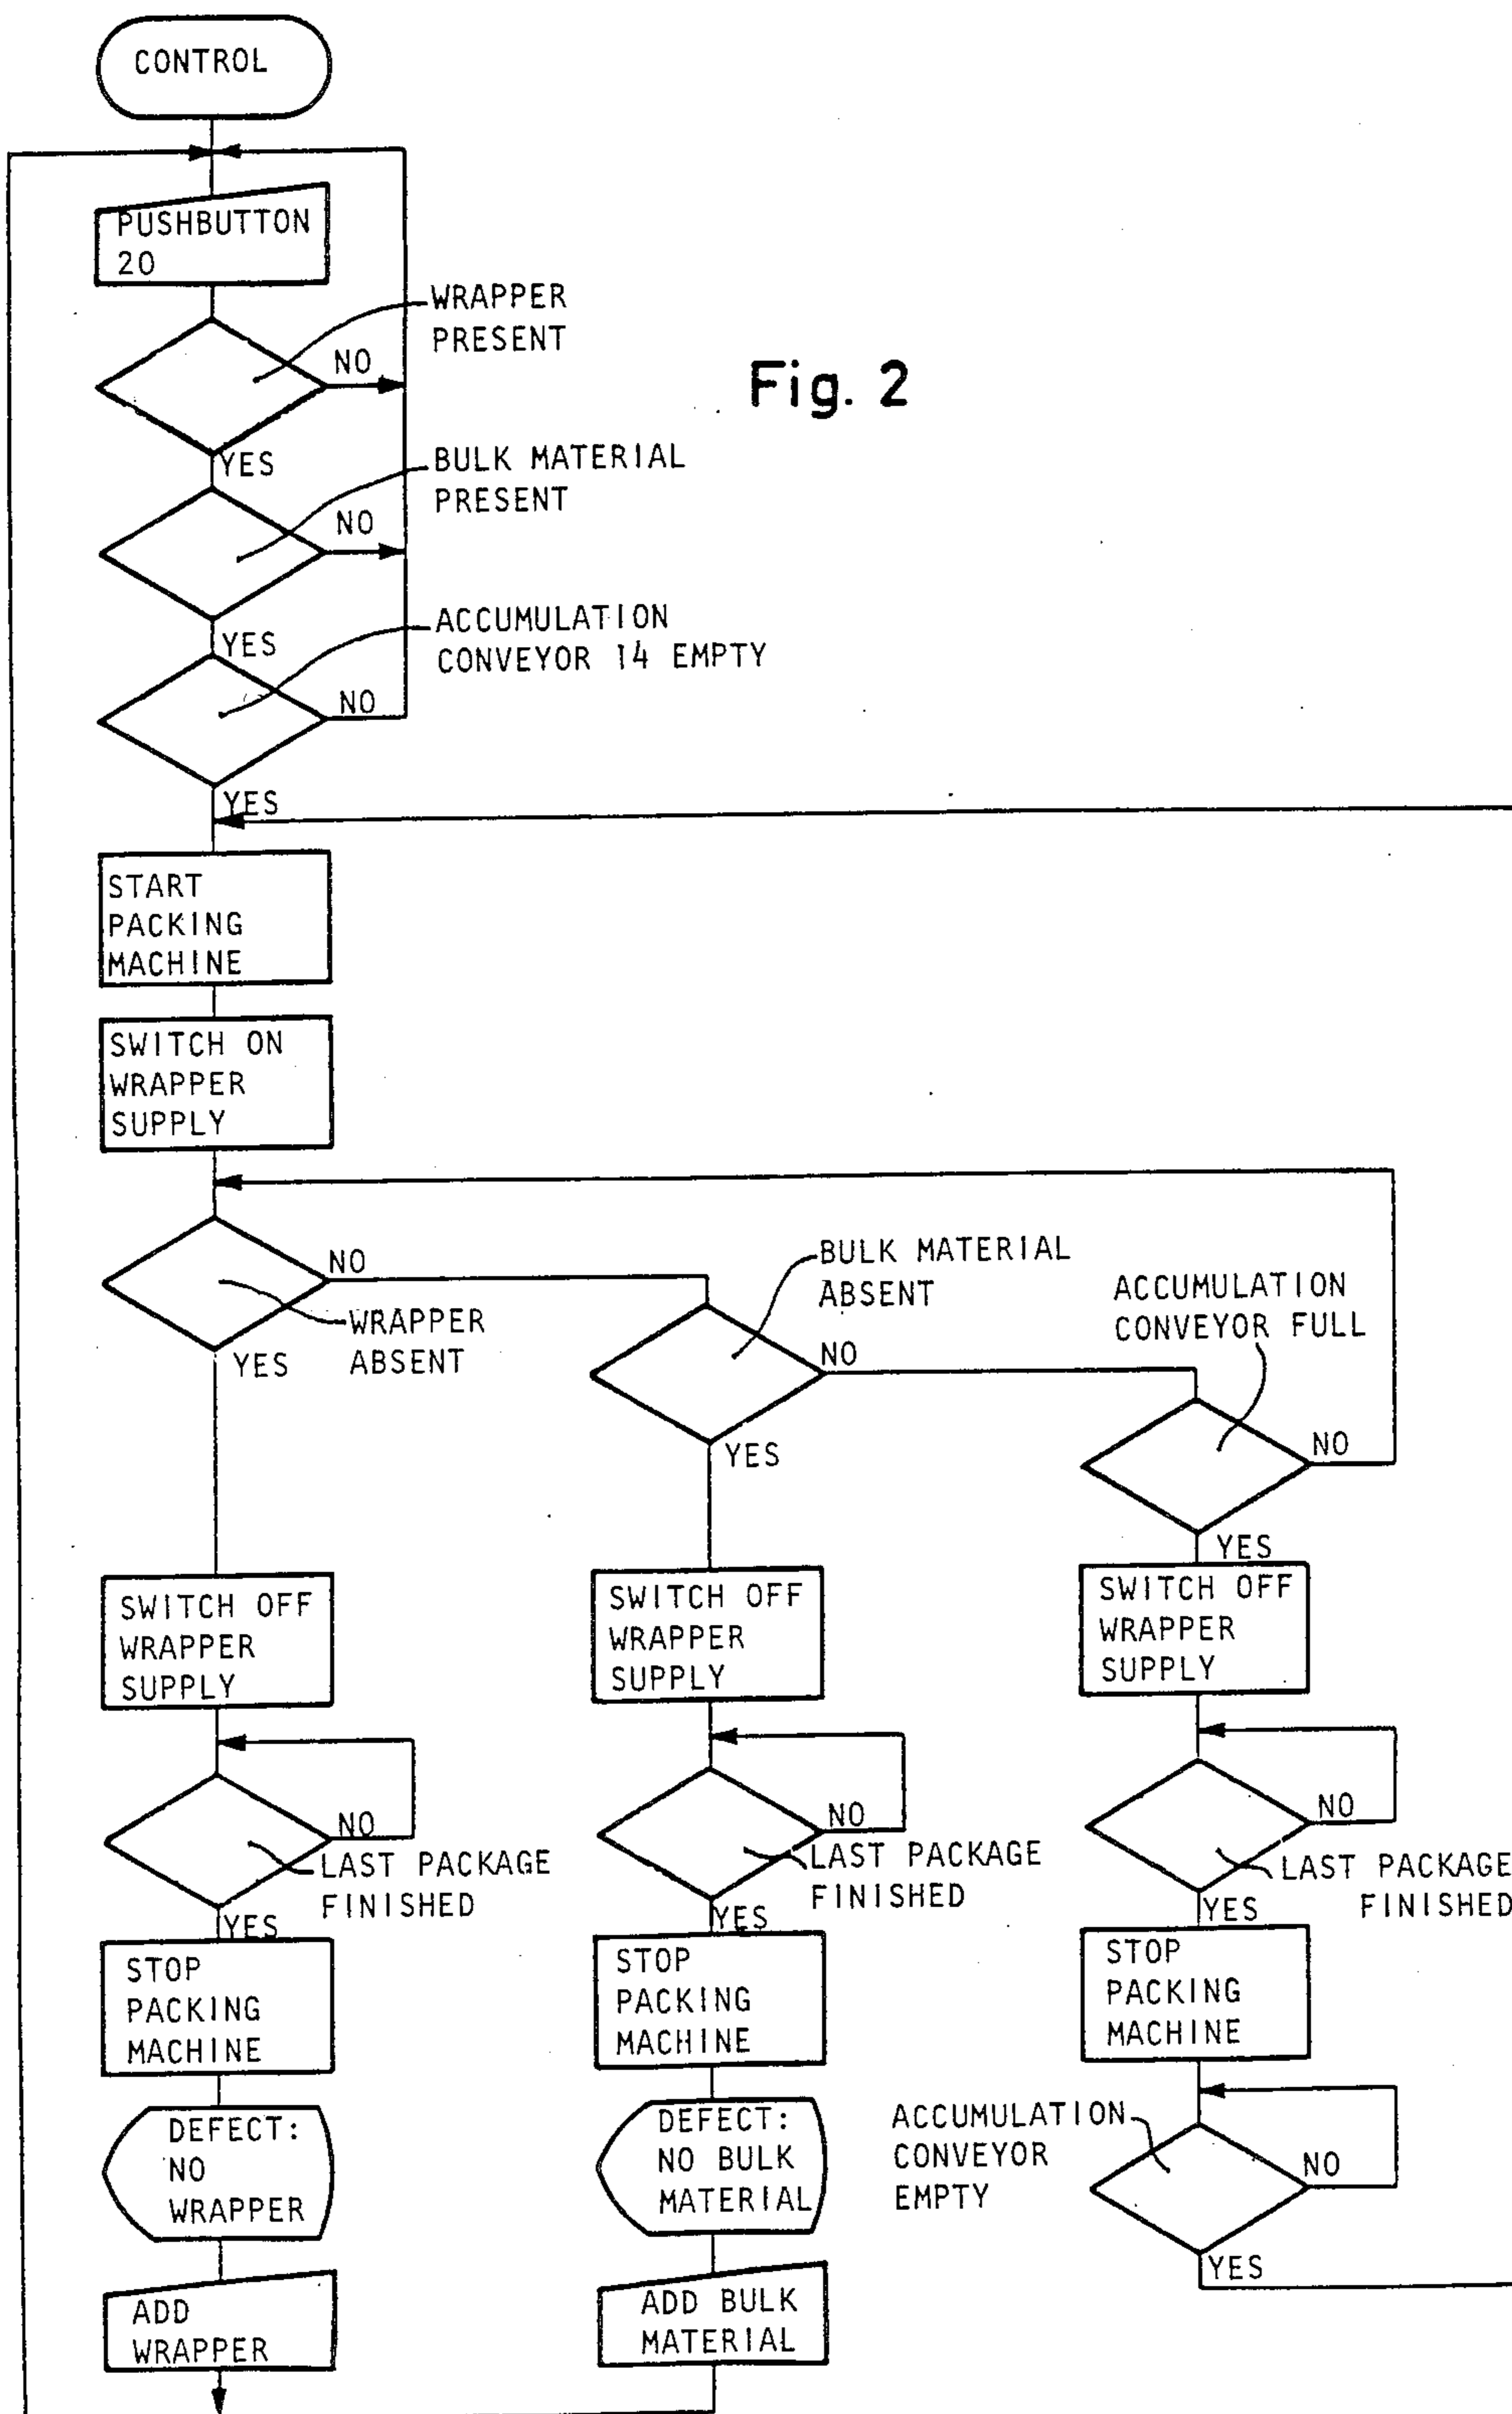 CONTROL
PUSHBUTTON
20
WRAPPER
PRESENT
NO
Fig. 2
YES
BULK MATERIAL
PRESENT
NO
YES
ACCUMULATION
CONVEYOR 14 EMPTY
NO
YES
START
PACKING
MACHINE
SWITCH ON
WRAPPER
SUPPLY
NO
WRAPPER
ABSENT
YES
BULK MATERIAL
ABSENT
NO
YES
ACCUMULATION
CONVEYOR FULL
NO
YES
SWITCH OFF
WRAPPER
SUPPLY
NO
LAST PACKAGE
FINISHED
YES
STOP
PACKING
MACHINE
DEFECT:
NO
WRAPPER
ADD
WRAPPER
SWITCH OFF
WRAPPER
SUPPLY
NO
LAST PACKAGE
FINISHED
YES
STOP
PACKING
MACHINE
DEFECT:
NO BULK
MATERIAL
ADD BULK
MATERIAL
SWITCH OFF
WRAPPER
SUPPLY
NO
LAST PACKAGE
FINISHED
YES
STOP
PACKING
MACHINE
ACCUMULATION
CONVEYOR
EMPTY
NO
YES